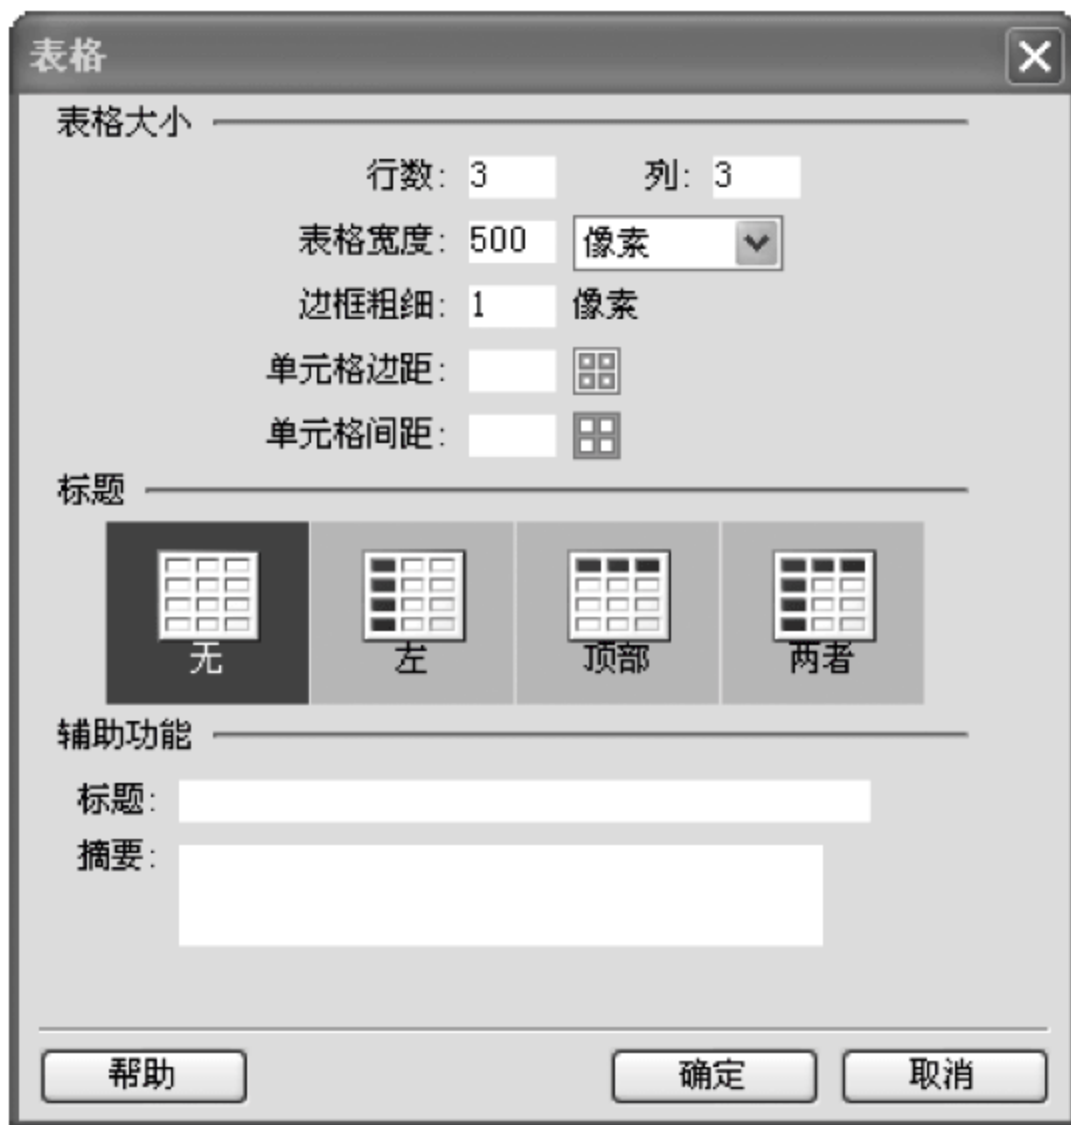 表格
表格大小
行数: 3 列: 3
表格宽度: 500 像素
边框粗细: 1 像素
单元格边距:
单元格间距:
标题
无 左 顶部 两者
辅助功能
标题:
摘要:
帮助 确定 取消